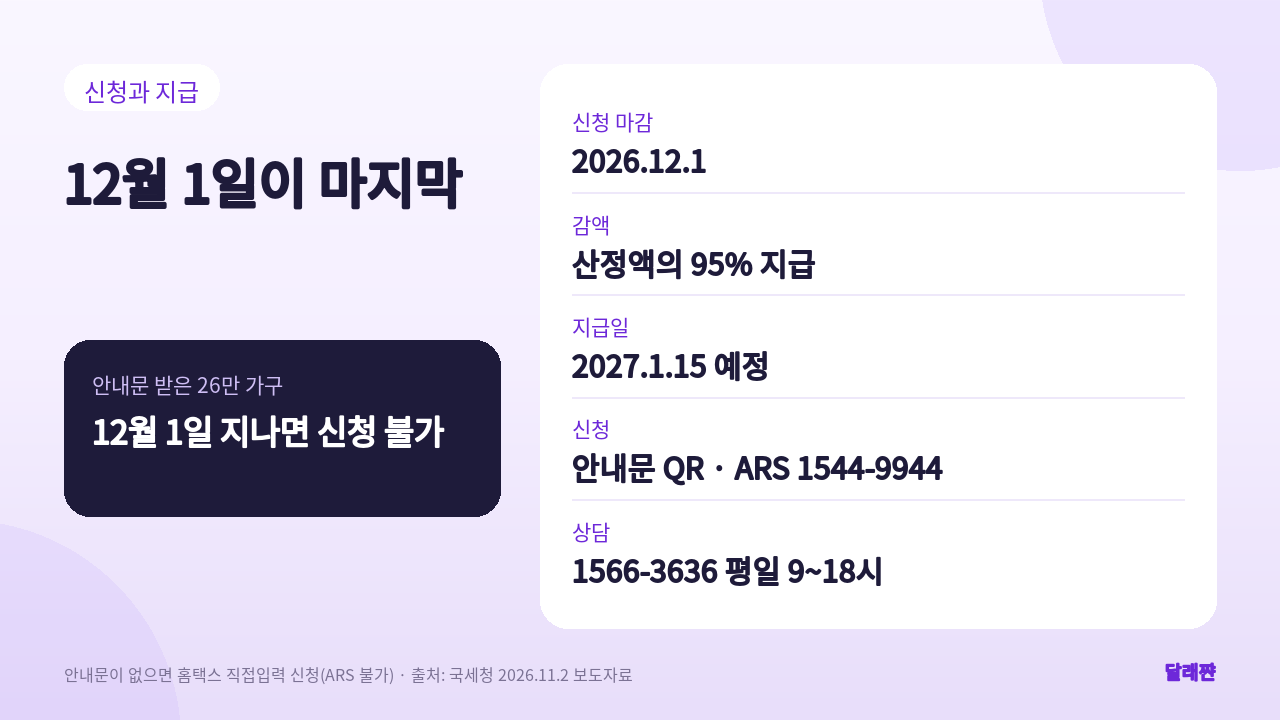 신청과 지급
12월 1일이 마지막
안내문 받은 26만 가구
12월 1일 지나면 신청 불가
신청 마감
2026.12.1
감액
산정액의 95% 지급
지급일
2027.1.15 예정
신청
안내문 QR · ARS 1544-9944
상담
1566-3636 평일 9~18시
안내문이 없으면 홈택스 직접입력 신청(ARS 불가) · 출처: 국세청 2026.11.2 보도자료
달래쨘